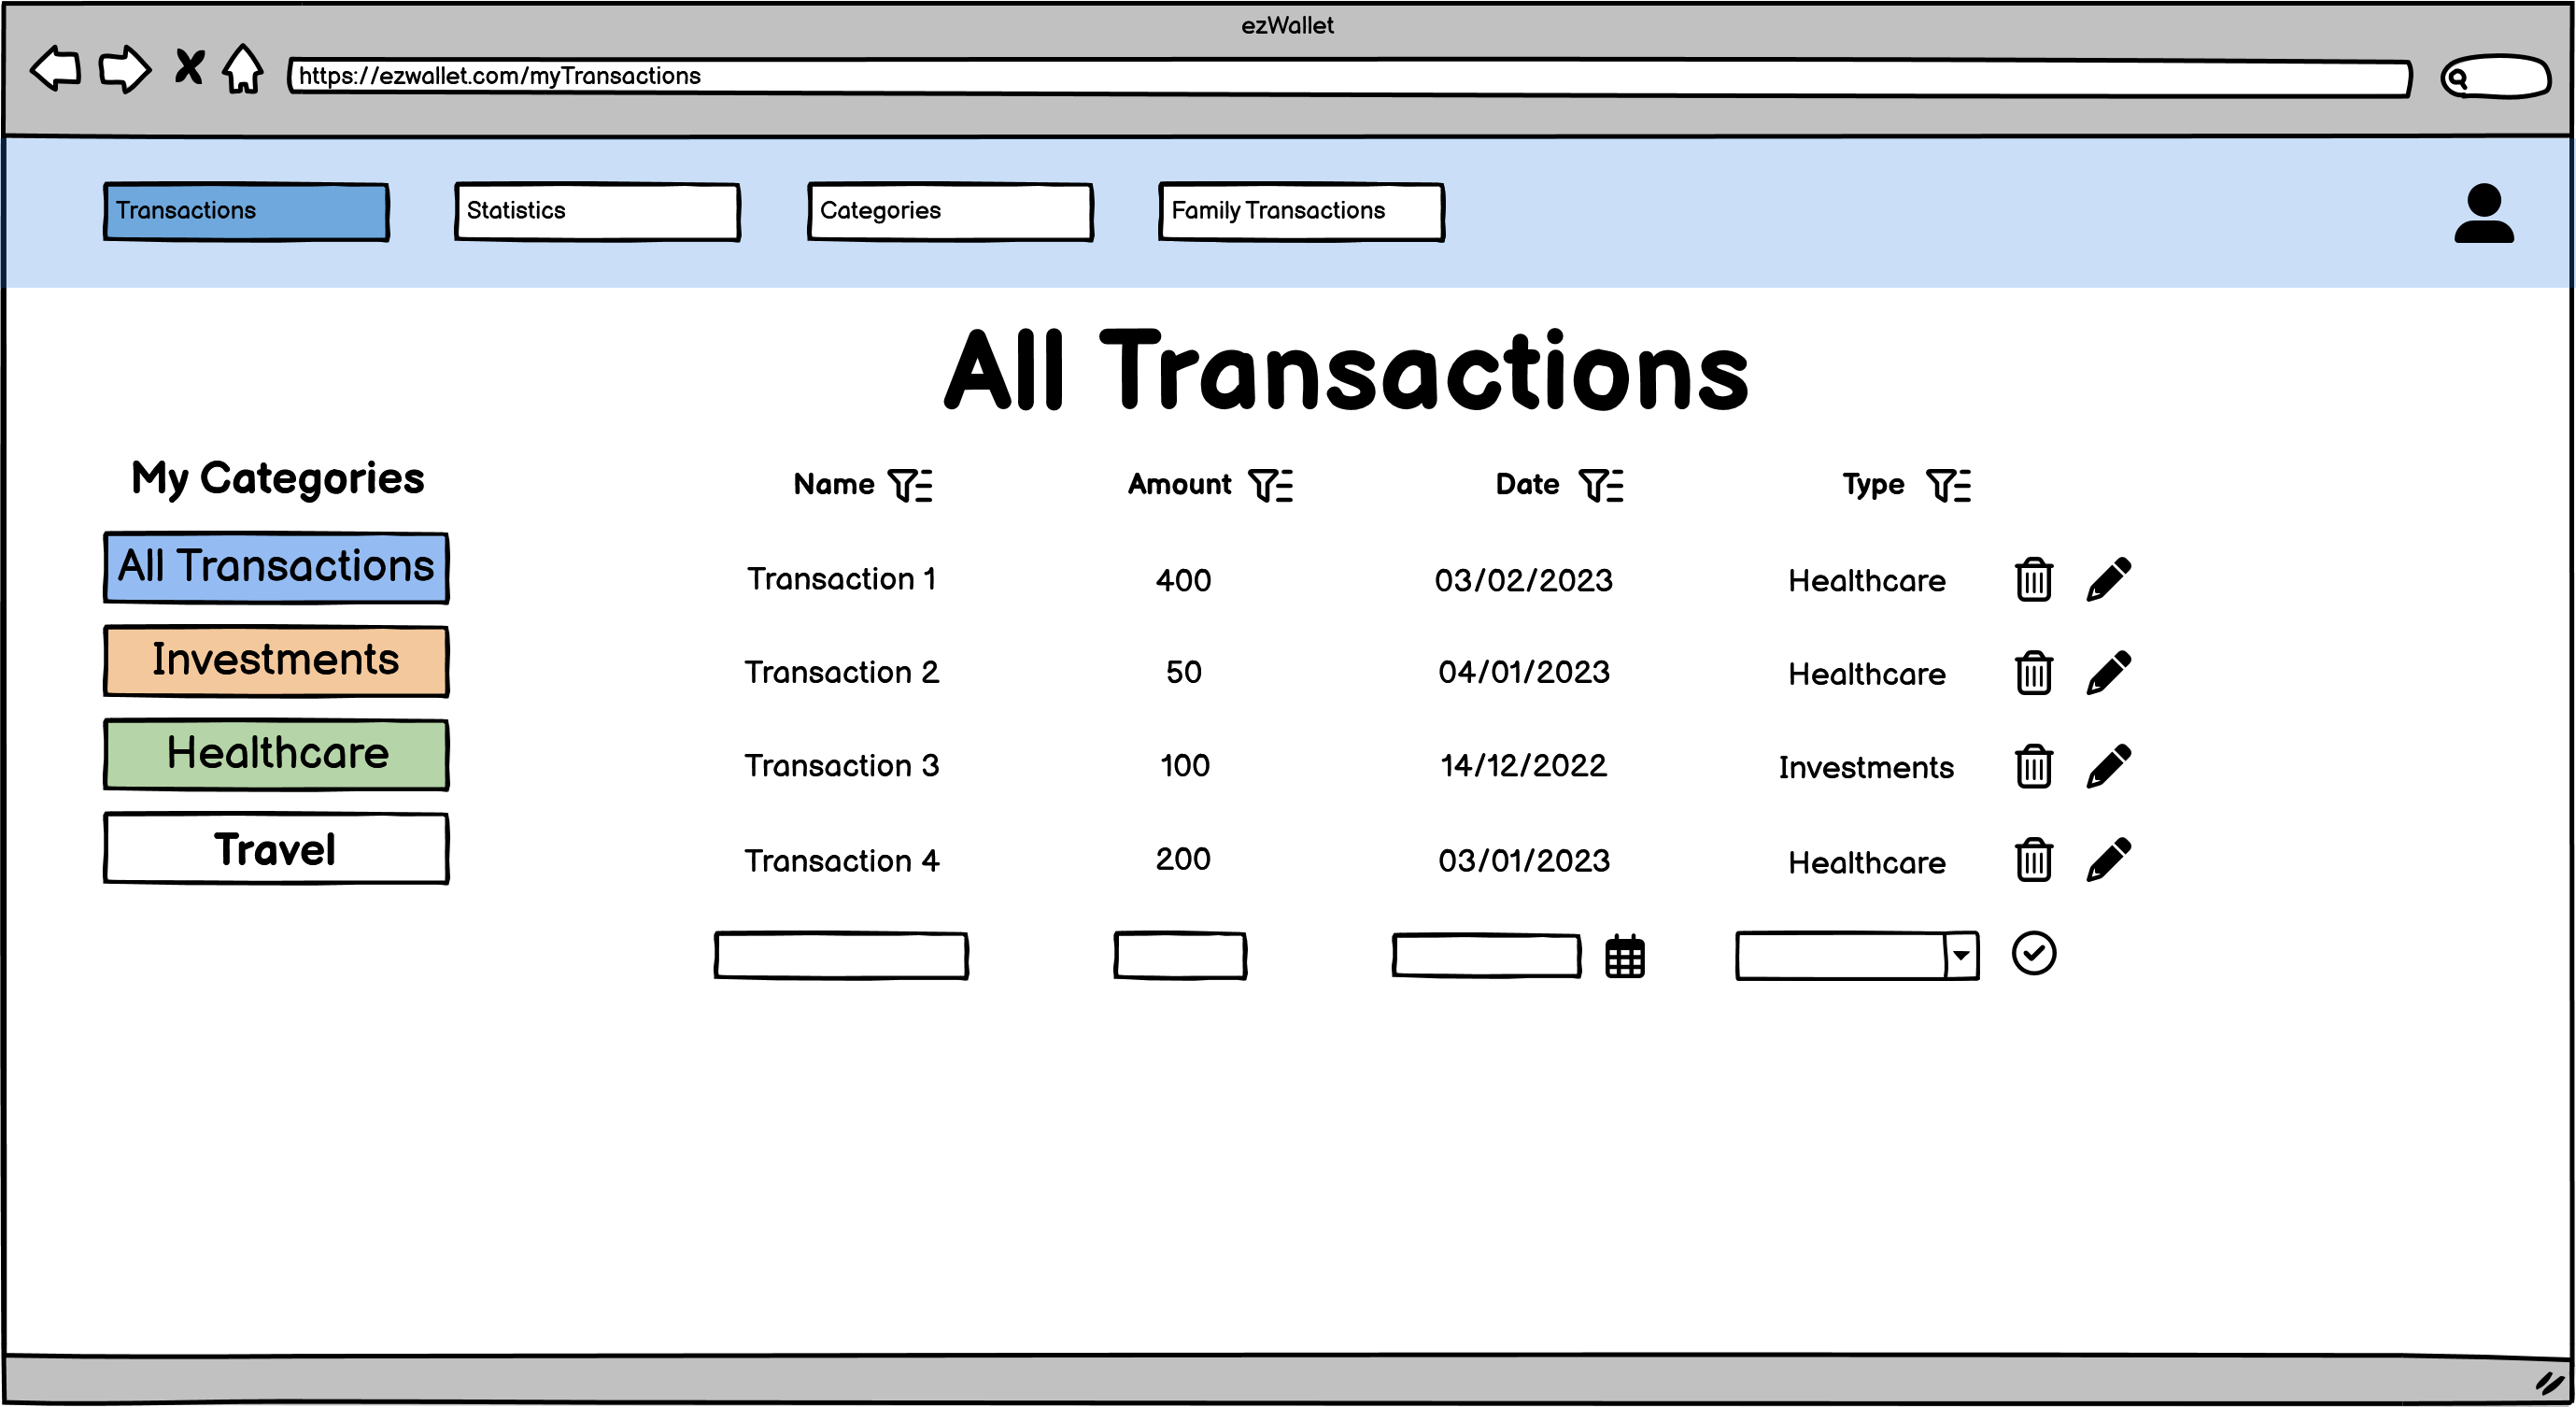 ezWallet
https://ezwallet.com/myTransactions
Transactions Statistics Categories Family Transactions
All Transactions
My Categories
All Transactions
Investments
Healthcare
Travel
Name Amount Date Type
Transaction 1 400 03/02/2023 Healthcare
Transaction 2 50 04/01/2023 Healthcare
Transaction 3 100 14/12/2022 Investments
Transaction 4 200 03/01/2023 Healthcare